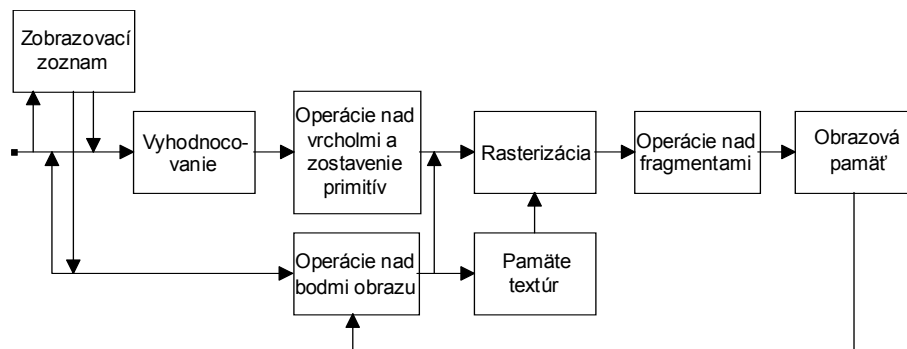 Zobrazovací
zoznam
Vyhodnoco-
vanie
Operácie nad
vrcholmi a
zostavenie
primitív
Rasterizácia
Operácie nad
fragmentami
Obrazová
pamäť
Operácie nad
bodmi obrazu
Pamäte
textúr